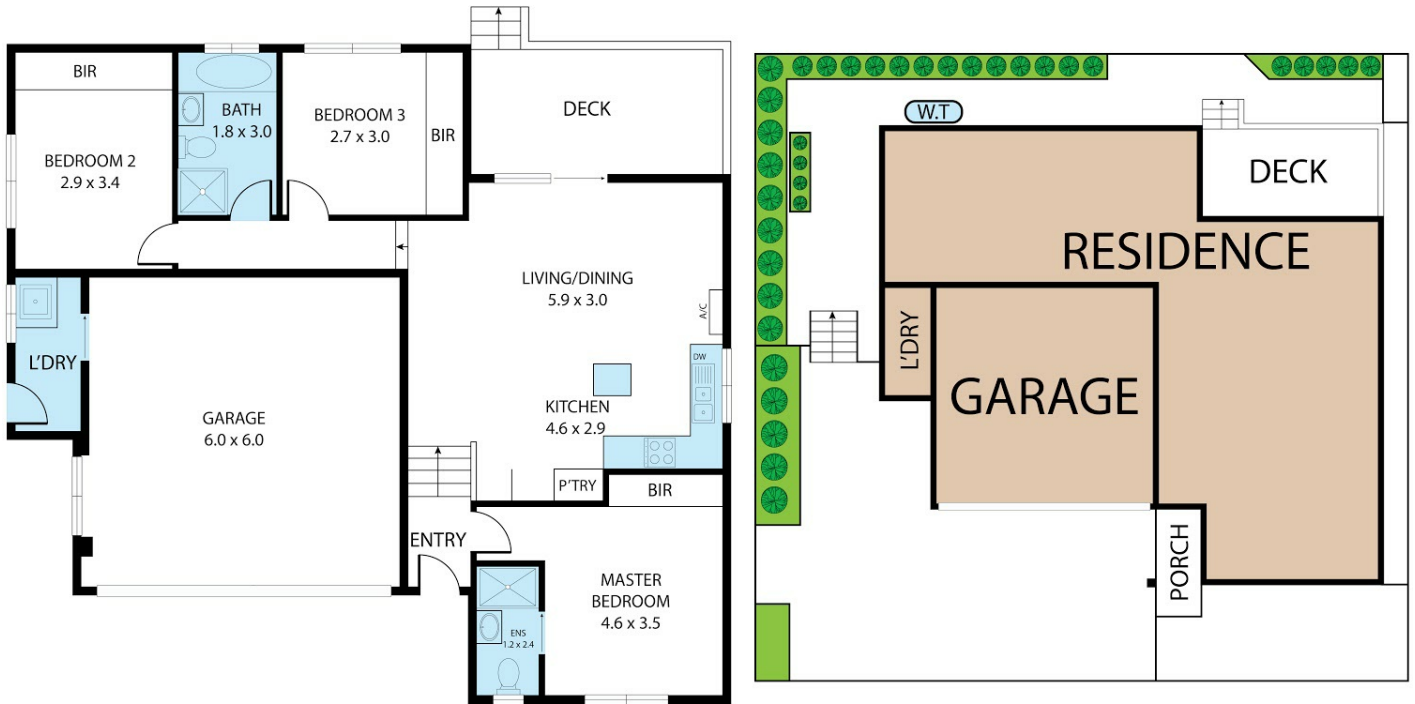 BIR
BATH
1.8 x 3.0
BEDROOM 3
2.7 x 3.0
BIR
DECK
BEDROOM 2
2.9 x 3.4
LIVING/DINING
5.9 x 3.0
A/C
DW
L'DRY
GARAGE
6.0 x 6.0
KITCHEN
4.6 x 2.9
P'TRY
BIR
ENTRY
MASTER
BEDROOM
4.6 x 3.5
ENS
1.2 x 2.4
W.T
DECK
RESIDENCE
L'DRY
GARAGE
PORCH